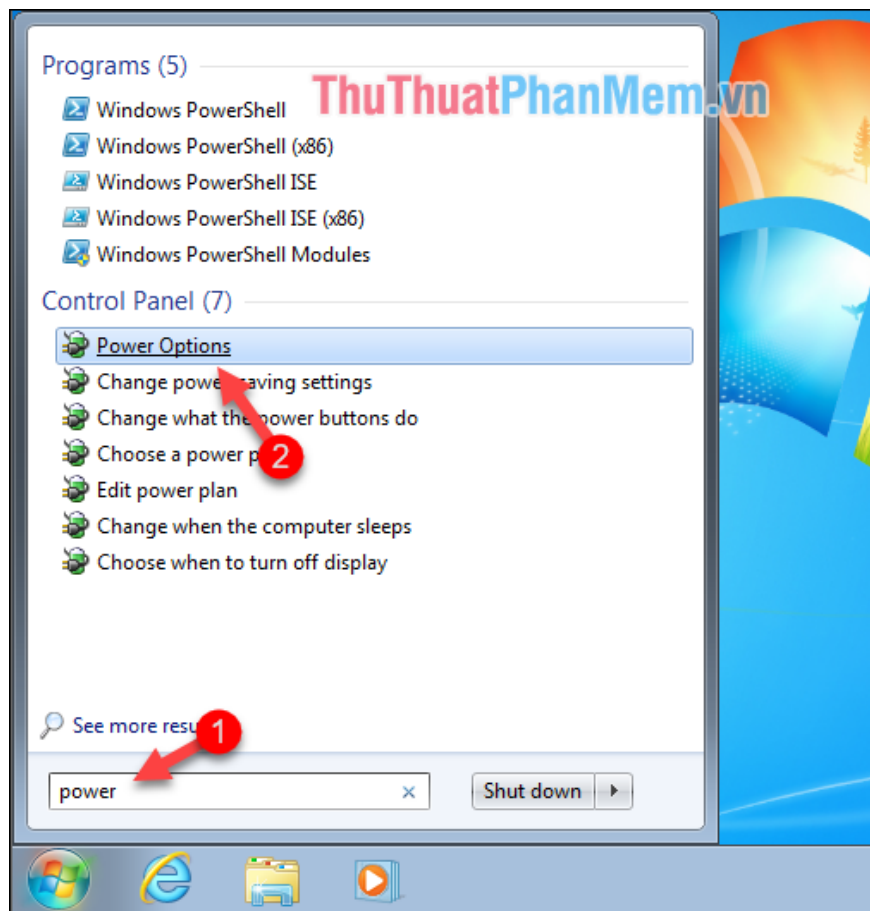 Programs (5)
ThuThuatPhanMem.vn
Windows PowerShell
Windows PowerShell (x86)
Windows PowerShell ISE
Windows PowerShell ISE (x86)
Windows PowerShell Modules
Control Panel (7)
Power Options
Change power saving settings
Change what the power buttons do
Choose a power p
2
Edit power plan
Change when the computer sleeps
Choose when to turn off display
See more resu
1
power
Shut down